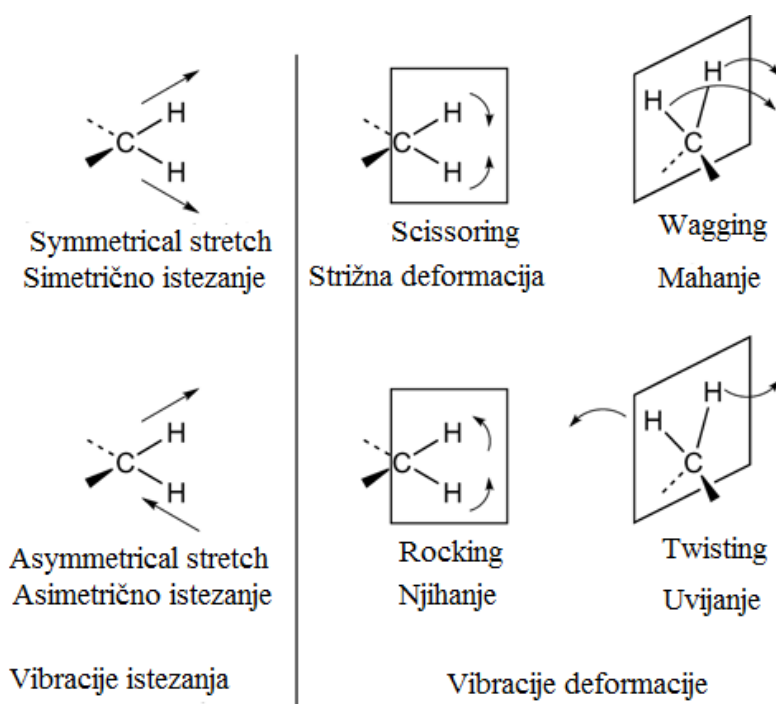 H
C
H
Symmetrical stretch
Simetrično istezanje
H
C
H
Scissoring
Strižna deformacija
H
H
C
Wagging
Mahanje
H
C
H
Asymmetrical stretch
Asimetrično istezanje
H
C
H
Rocking
Njihanje
H
H
C
Twisting
Uvijanje
Vibracije istezanja
Vibracije deformacije